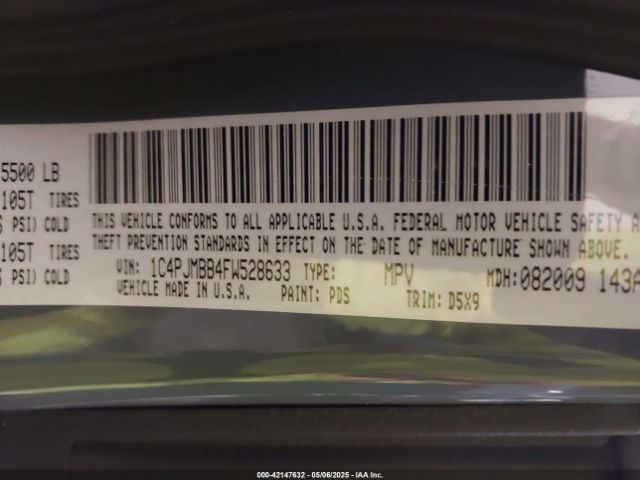 5500 LB
105T TIRES
PSI) COLD
105T TIRES
PSI) COLD
THIS VEHICLE CONFORMS TO ALL APPLICABLE U.S.A. FEDERAL MOTOR VEHICLE SAFETY A
THEFT PREVENTION STANDARDS IN EFFECT ON THE DATE OF MANUFACTURE SHOWN ABOVE.
VIN: 1C4PJMBB4FW528633 TYPE: MPV MDH:082009 143A
VEHICLE MADE IN U.S.A. PAINT: PDS TRIM: D5X9
000-42147632 - 05/06/2025 - IAA Inc.